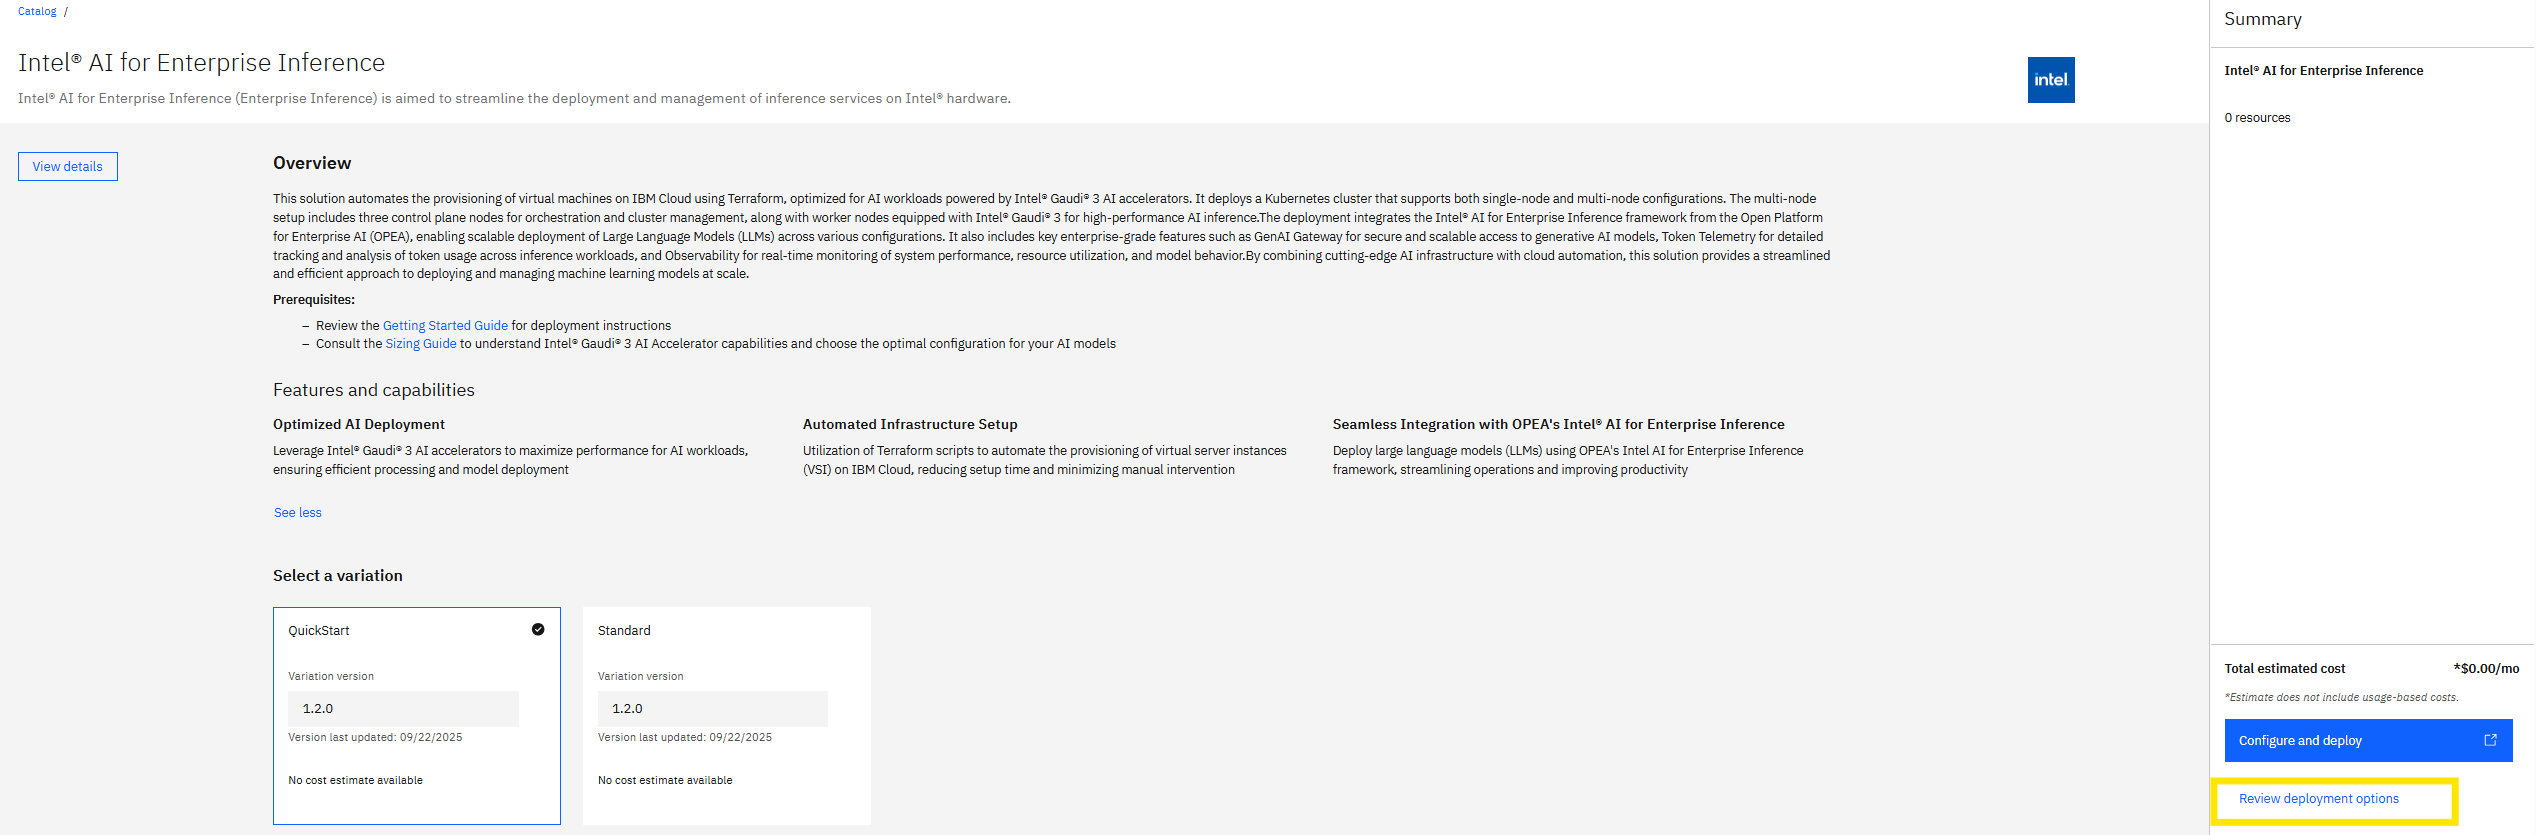 Catalog /
Intel® AI for Enterprise Inference
Intel® AI for Enterprise Inference (Enterprise Inference) is aimed to streamline the deployment and management of inference services on Intel® hardware.
intel
View details
Overview
This solution automates the provisioning of virtual machines on IBM Cloud using Terraform, optimized for AI workloads powered by Intel® Gaudi® 3 AI accelerators. It deploys a Kubernetes cluster that supports both single-node and multi-node configurations. The multi-node
setup includes three control plane nodes for orchestration and cluster management, along with worker nodes equipped with Intel® Gaudi® 3 for high-performance AI inference.The deployment integrates the Intel® AI for Enterprise Inference framework from the Open Platform
for Enterprise AI (OPEA), enabling scalable deployment of Large Language Models (LLMs) across various configurations. It also includes key enterprise-grade features such as GenAI Gateway for secure and scalable access to generative AI models, Token Telemetry for detailed
tracking and analysis of token usage across inference workloads, and Observability for real-time monitoring of system performance, resource utilization, and model behavior.By combining cutting-edge AI infrastructure with cloud automation, this solution provides a streamlined
and efficient approach to deploying and managing machine learning models at scale.
Prerequisites:
– Review the Getting Started Guide for deployment instructions
– Consult the Sizing Guide to understand Intel® Gaudi® 3 AI Accelerator capabilities and choose the optimal configuration for your AI models
Features and capabilities
Optimized AI Deployment
Leverage Intel® Gaudi® 3 AI accelerators to maximize performance for AI workloads,
ensuring efficient processing and model deployment
Automated Infrastructure Setup
Utilization of Terraform scripts to automate the provisioning of virtual server instances
(VSI) on IBM Cloud, reducing setup time and minimizing manual intervention
Seamless Integration with OPEA's Intel® AI for Enterprise Inference
Deploy large language models (LLMs) using OPEA's Intel AI for Enterprise Inference
framework, streamlining operations and improving productivity
See less
Select a variation
QuickStart
Variation version
1.2.0
Version last updated: 09/22/2025
No cost estimate available
Standard
Variation version
1.2.0
Version last updated: 09/22/2025
No cost estimate available
Summary
Intel® AI for Enterprise Inference
0 resources
Total estimated cost *$0.00/mo
*Estimate does not include usage-based costs.
Configure and deploy
Review deployment options